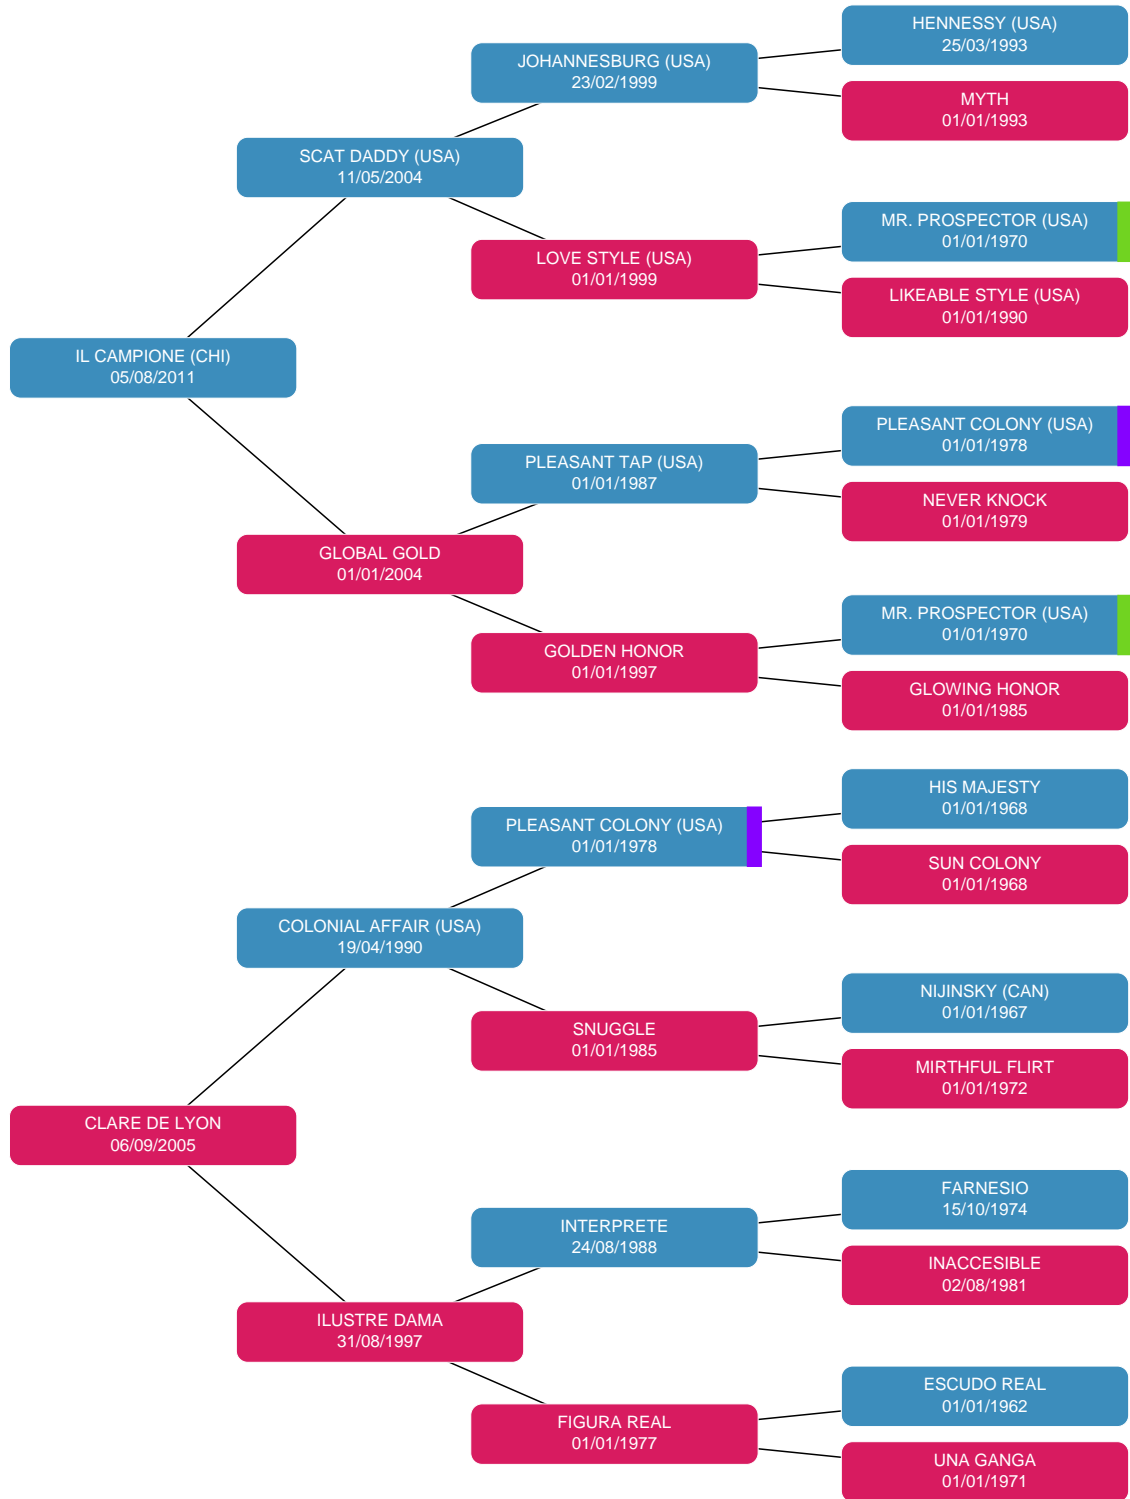 HENNESSY (USA)
25/03/1993
JOHANNESBURG (USA)
23/02/1999
MYTH
01/01/1993
SCAT DADDY (USA)
11/05/2004
MR. PROSPECTOR (USA)
01/01/1970
LOVE STYLE (USA)
01/01/1999
LIKEABLE STYLE (USA)
01/01/1990
IL CAMPIONE (CHI)
05/08/2011
PLEASANT COLONY (USA)
01/01/1978
PLEASANT TAP (USA)
01/01/1987
NEVER KNOCK
01/01/1979
GLOBAL GOLD
01/01/2004
MR. PROSPECTOR (USA)
01/01/1970
GOLDEN HONOR
01/01/1997
GLOWING HONOR
01/01/1985
HIS MAJESTY
01/01/1968
PLEASANT COLONY (USA)
01/01/1978
SUN COLONY
01/01/1968
COLONIAL AFFAIR (USA)
19/04/1990
NIJINSKY (CAN)
01/01/1967
SNUGGLE
01/01/1985
MIRTHFUL FLIRT
01/01/1972
CLARE DE LYON
06/09/2005
FARNESIO
15/10/1974
INTERPRETE
24/08/1988
INACCESIBLE
02/08/1981
ILUSTRE DAMA
31/08/1997
ESCUDO REAL
01/01/1962
FIGURA REAL
01/01/1977
UNA GANGA
01/01/1971